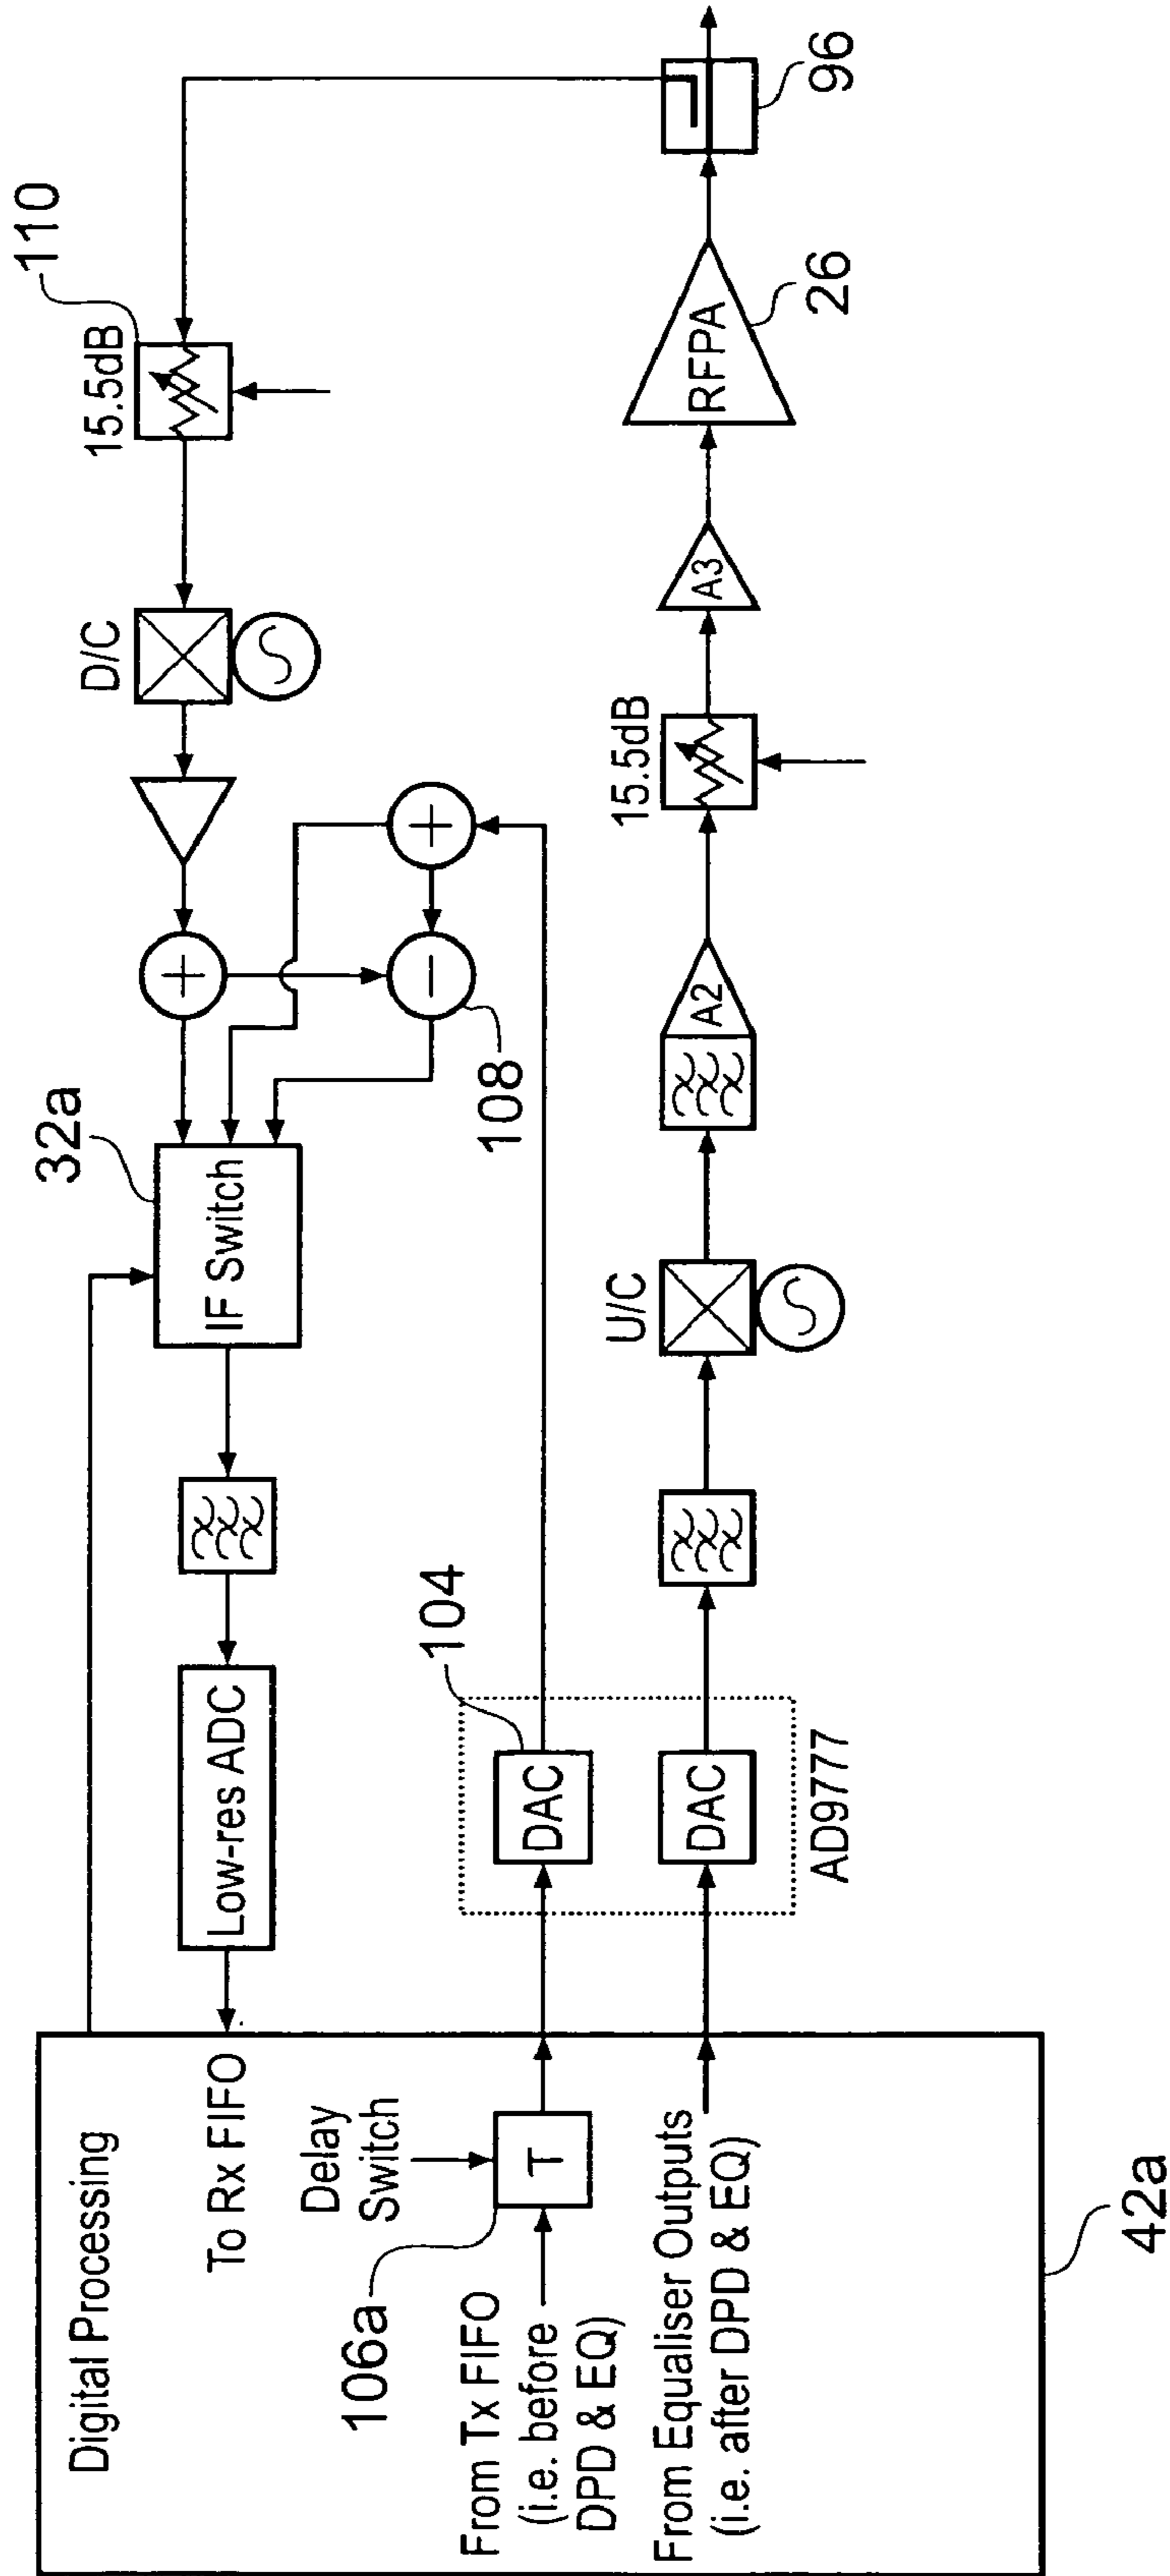 Digital Processing
To Rx FIFO
Delay
Switch
T
106a
From Tx FIFO
(i.e. before
DPD & EQ)
From Equaliser Outputs
(i.e. after DPD & EQ)
42a
Low-res ADC
IF Switch
32a
108
D/C
15.5dB
110
DAC
104
DAC
AD9777
U/C
A2
15.5dB
A3
RFPA
26
96